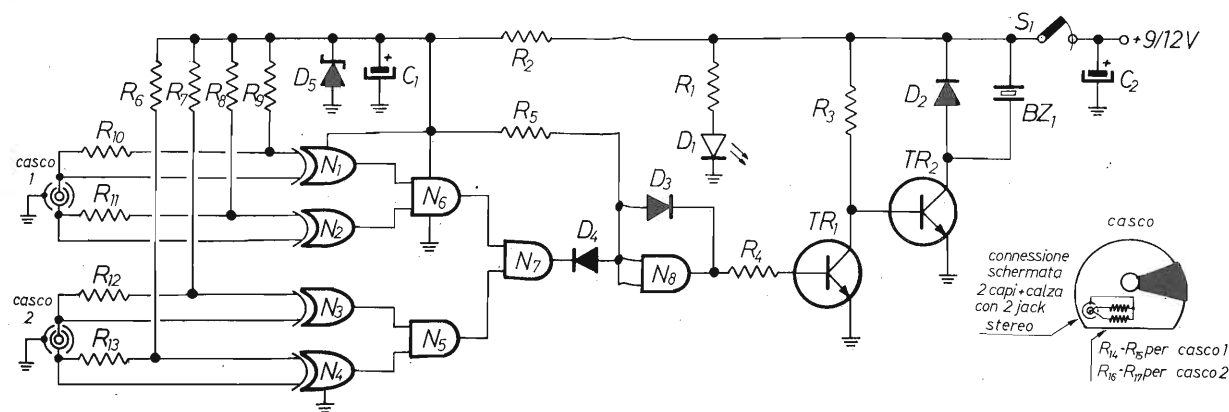 S1
+9/12V
R2
C2
R6
R7
R8
R9
D5
+
C1
R1
R3
D2
BZ1
+
R5
D1
TR2
R10
casco
1
R11
N1
N2
N6
D3
D4
N7
N8
R4
TR1
R12
casco
2
R13
N3
N4
N5
casco
connessione
schermata
2 capi+calza
con 2 jack
stereo
R14-R15 per casco 1
R16-R17 per casco 2